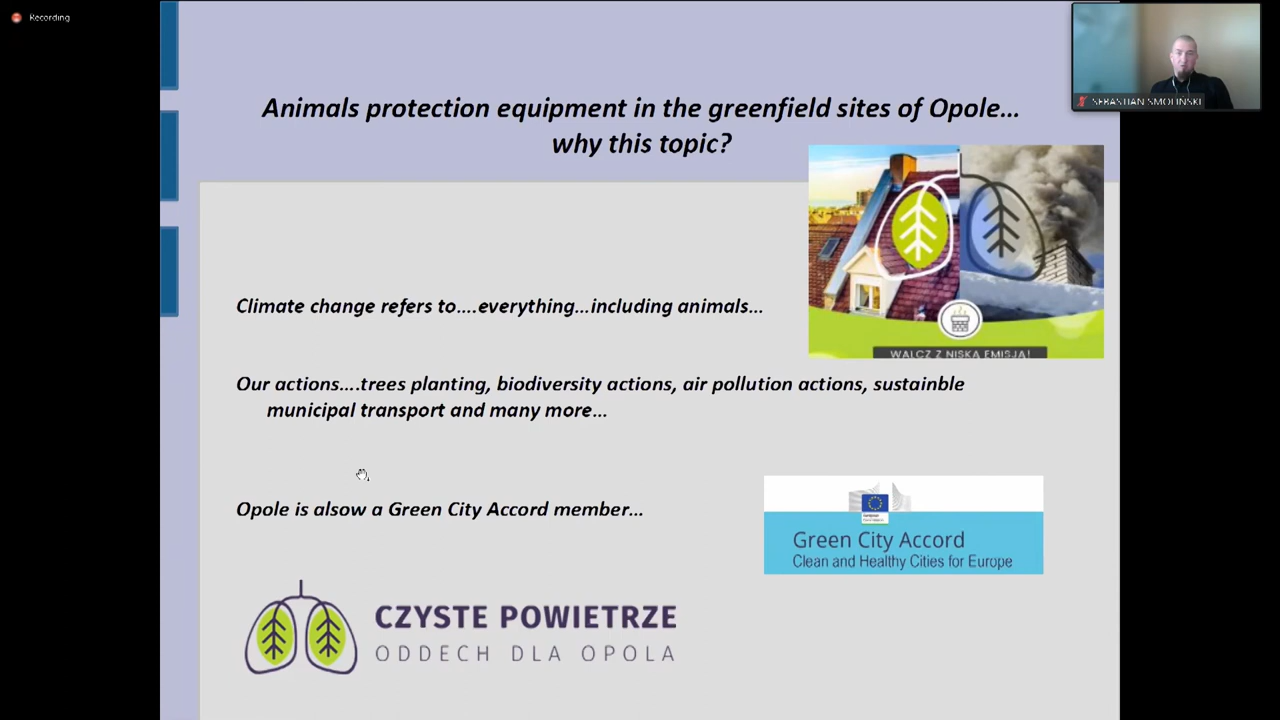 Recording
SEBASTIAN SMOLINSKI
Animals protection equipment in the greenfield sites of Opole…
why this topic?
WALCZ Z NISKĄ EMISJĄ!
Climate change refers to….everything…including animals…
Our actions….trees planting, biodiversity actions, air pollution actions, sustainble
municipal transport and many more…
Opole is alsow a Green City Accord member…
Green City Accord
Clean and Healthy Cities for Europe
CZYSTE POWIETRZE
ODDECH DLA OPOLA